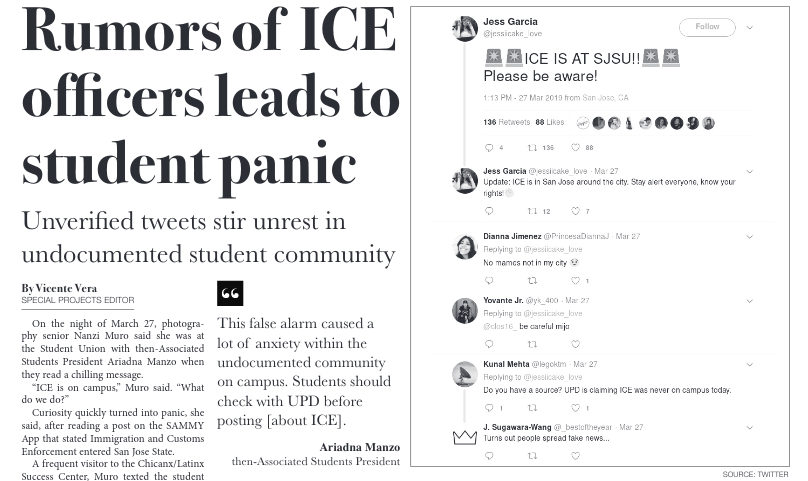 Rumors of ICE
officers leads to
student panic
Unverified tweets stir unrest in
undocumented student community
By Vicente Vera
SPECIAL PROJECTS EDITOR
On the night of March 27, photogra-
phy senior Nanzi Muro said she was at
the Student Union with then-Associated
Students President Ariadna Manzo when
they read a chilling message.
“ICE is on campus,” Muro said. “What
do we do?”
Curiosity quickly turned into panic, she
said, after reading a post on the SAMMY
App that stated Immigration and Customs
Enforcement entered San Jose State.
A frequent visitor to the Chicanx/Latinx
Success Center, Muro texted the student
“
This false alarm caused a
lot of anxiety within the
undocumented community
on campus. Students should
check with UPD before
posting [about ICE].
Ariadna Manzo
then-Associated Students President
Jess Garcia
@jessiicake_love
Follow
🚨🚨ICE IS AT SJSU!!🚨🚨
Please be aware!
1:13 PM - 27 Mar 2019 from San Jose, CA
136 Retweets 88 Likes
4 136 88
Jess Garcia @jessiicake_love · Mar 27
Update: ICE is in San Jose around the city. Stay alert everyone, know your
rights!
12 7
Dianna Jimenez @PrincesaDiannaJ · Mar 27
Replying to @jessiicake_love
No mames not in my city
1
Yovante Jr. @yk_400 · Mar 27
Replying to @jessiicake_love
@clos16_ be careful mijo
Kunal Mehta @legoktm · Mar 27
Replying to @jessiicake_love
Do you have a source? UPD is claiming ICE was never on campus today.
1 1
J. Sugawara-Wang @_bestoftheyear · Mar 27
Turns out people spread fake news...
SOURCE: TWITTER